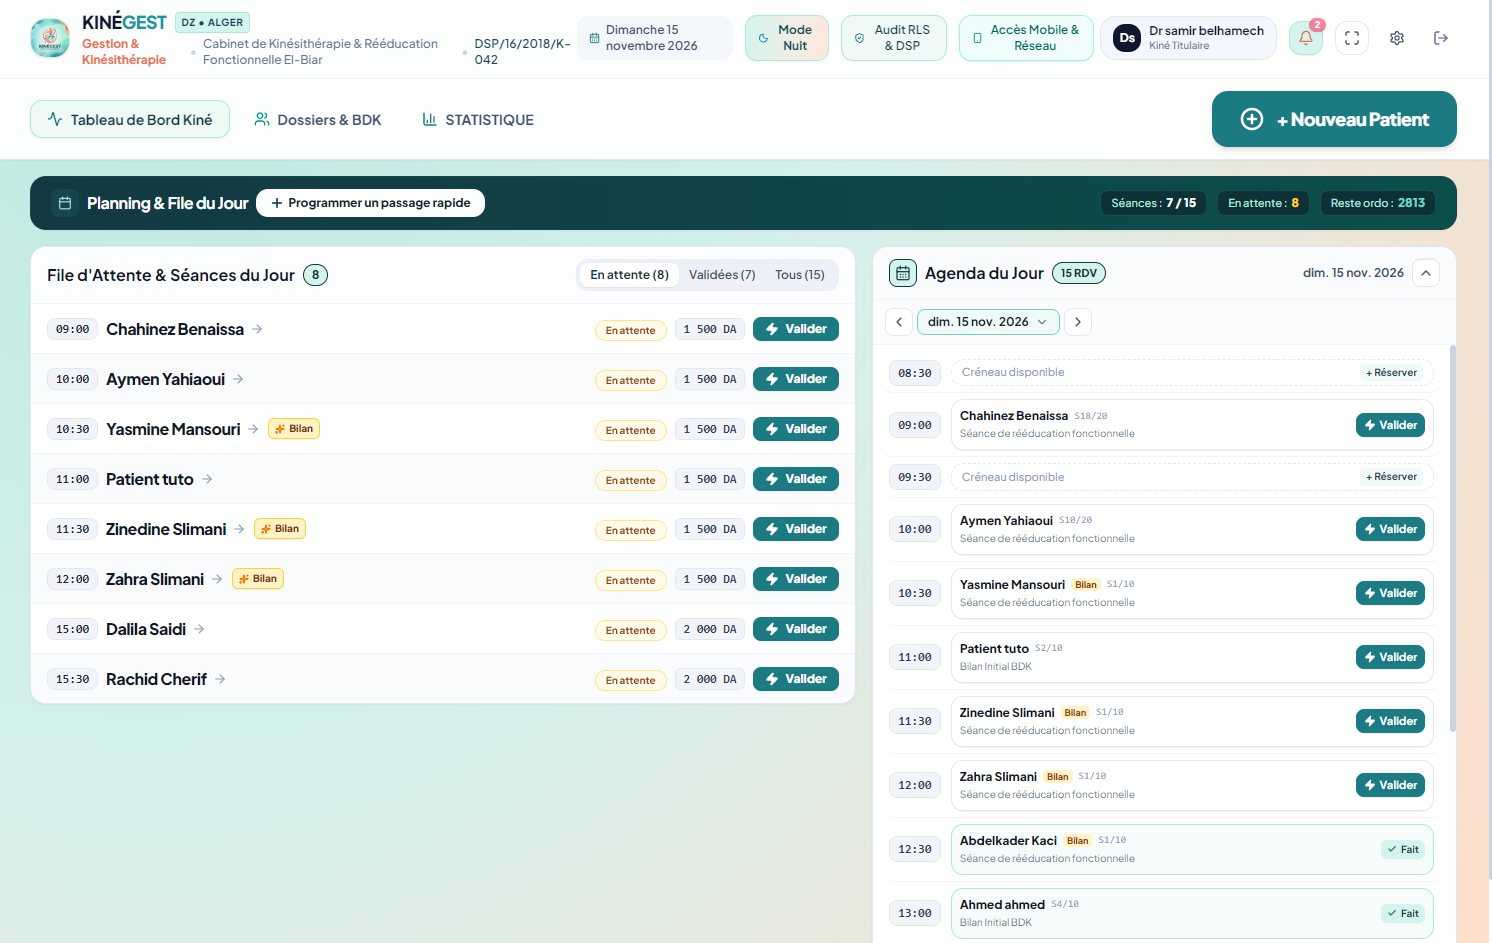 KINÉGEST
DZ • ALGER
Gestion &
Kinésithérapie
Cabinet de Kinésithérapie & Rééducation
Fonctionnelle El-Biar
DSP/16/2018/K-
042
Dimanche 15
novembre 2026
Mode
Nuit
Audit RLS
& DSP
Accès Mobile &
Réseau
Ds
Dr samir belhamech
Kiné Titulaire
2
Tableau de Bord Kiné
Dossiers & BDK
STATISTIQUE
+ Nouveau Patient
Planning & File du Jour
+ Programmer un passage rapide
Séances : 7 / 15
En attente : 8
Reste ordo : 2813
File d'Attente & Séances du Jour 8
En attente (8)
Validées (7)
Tous (15)
09:00 Chahinez Benaissa → En attente 1 500 DA Valider
10:00 Aymen Yahiaoui → En attente 1 500 DA Valider
10:30 Yasmine Mansouri → Bilan En attente 1 500 DA Valider
11:00 Patient tuto → En attente 1 500 DA Valider
11:30 Zinedine Slimani → Bilan En attente 1 500 DA Valider
12:00 Zahra Slimani → Bilan En attente 1 500 DA Valider
15:00 Dalila Saidi → En attente 2 000 DA Valider
15:30 Rachid Cherif → En attente 2 000 DA Valider
Agenda du Jour 15 RDV
dim. 15 nov. 2026
dim. 15 nov. 2026
08:30 Créneau disponible + Réserver
09:00 Chahinez Benaissa S18/20 Valider
Séance de rééducation fonctionnelle
09:30 Créneau disponible + Réserver
10:00 Aymen Yahiaoui S10/20 Valider
Séance de rééducation fonctionnelle
10:30 Yasmine Mansouri Bilan S1/10 Valider
Séance de rééducation fonctionnelle
11:00 Patient tuto S2/10 Valider
Bilan Initial BDK
11:30 Zinedine Slimani Bilan S1/10 Valider
Séance de rééducation fonctionnelle
12:00 Zahra Slimani Bilan S1/10 Valider
Séance de rééducation fonctionnelle
12:30 Abdelkader Kaci Bilan S1/10 ✓ Fait
Séance de rééducation fonctionnelle
13:00 Ahmed ahmed S4/10 ✓ Fait
Bilan Initial BDK